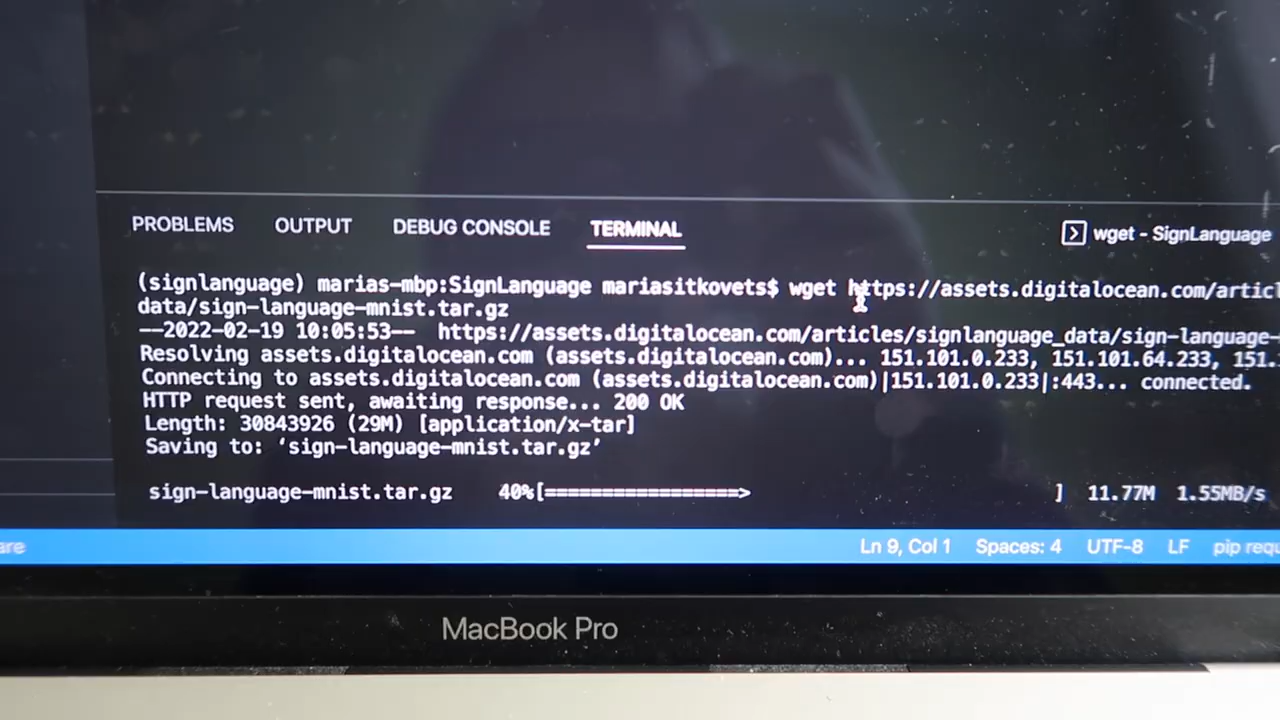 PROBLEMS OUTPUT DEBUG CONSOLE TERMINAL wget - SignLanguage
(signlanguage) marias-mbp:SignLanguage mariasitkovets$ wget https://assets.digitalocean.com/articl
data/sign-language-mnist.tar.gz
--2022-02-19 10:05:53-- https://assets.digitalocean.com/articles/signlanguage_data/sign-language-
Resolving assets.digitalocean.com (assets.digitalocean.com)... 151.101.0.233, 151.101.64.233, 151.
Connecting to assets.digitalocean.com (assets.digitalocean.com)|151.101.0.233|:443... connected.
HTTP request sent, awaiting response... 200 OK
Length: 30843926 (29M) [application/x-tar]
Saving to: ‘sign-language-mnist.tar.gz’
sign-language-mnist.tar.gz 40%[=================> ] 11.77M 1.55MB/s
are Ln 9, Col 1 Spaces: 4 UTF-8 LF pip requ
MacBook Pro